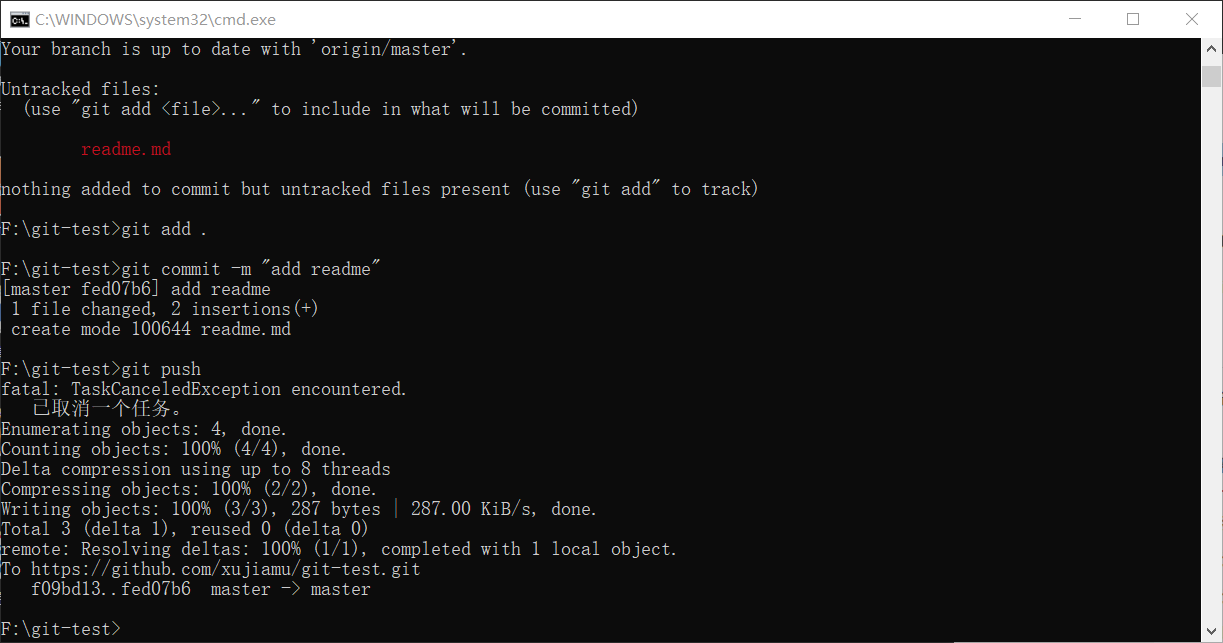 C:\WINDOWS\system32\cmd.exe
Your branch is up to date with 'origin/master'.
Untracked files:
  (use "git add <file>..." to include in what will be committed)
        readme.md
nothing added to commit but untracked files present (use "git add" to track)
F:\git-test>git add .
F:\git-test>git commit -m "add readme"
[master fed07b6] add readme
 1 file changed, 2 insertions(+)
 create mode 100644 readme.md
F:\git-test>git push
fatal: TaskCanceledException encountered.
   已取消一个任务。
Enumerating objects: 4, done.
Counting objects: 100% (4/4), done.
Delta compression using up to 8 threads
Compressing objects: 100% (2/2), done.
Writing objects: 100% (3/3), 287 bytes | 287.00 KiB/s, done.
Total 3 (delta 1), reused 0 (delta 0)
remote: Resolving deltas: 100% (1/1), completed with 1 local object.
To https://github.com/xujiamu/git-test.git
   f09bd13..fed07b6  master -> master
F:\git-test>